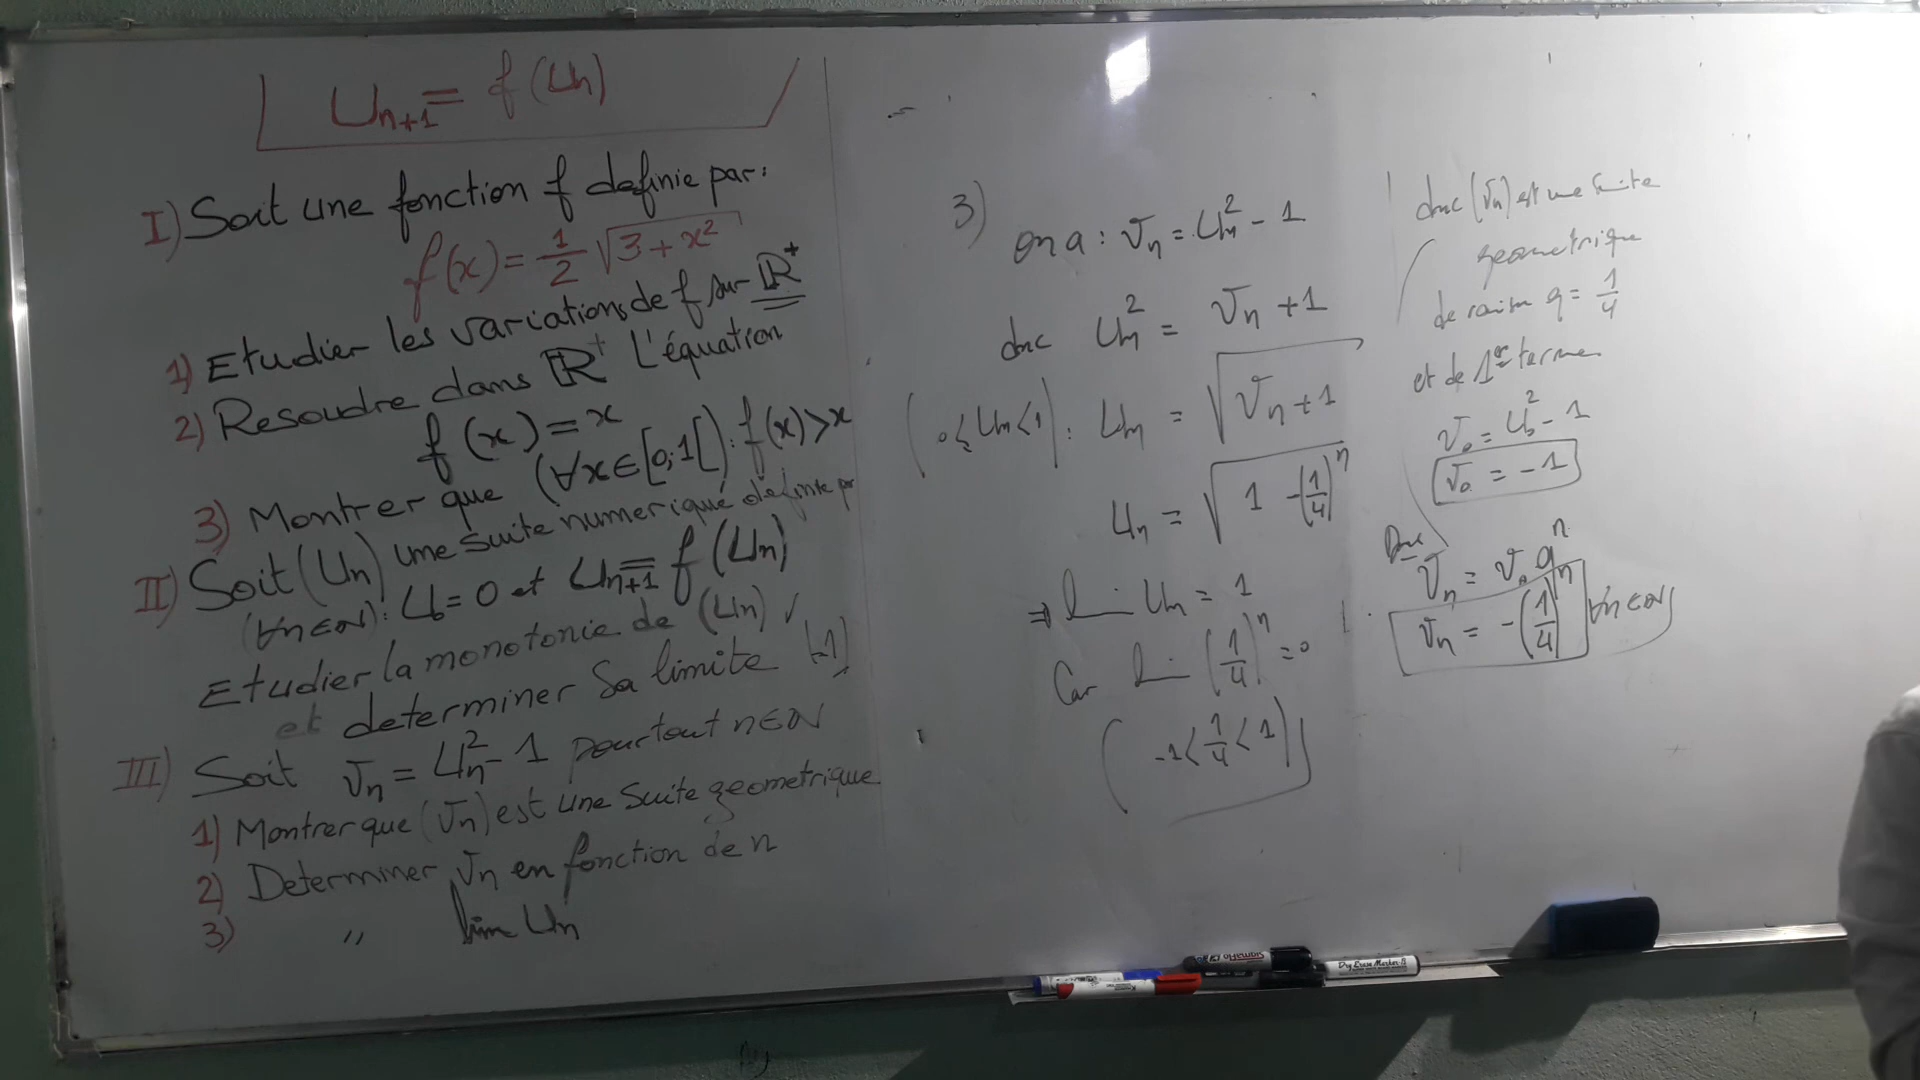 Un+1 = f(Un)
I) Soit une fonction f definie par:
f(x) = 1/2 √(3 + x²)
1) Etudier les variations de f sur ℝ⁺
2) Resoudre dans ℝ⁺ L'équation
f(x) = x
3) Montrer que (∀x∈[0;1[): f(x) > x
II) Soit (Un) une suite numerique definie par
(∀n∈ℕ): U₀ = 0 et Un+1 = f(Un)
Etudier la monotonie de (Un)
et determiner sa limite
III) Soit Vn = Un² - 1 pour tout n∈ℕ
1) Montrer que (Vn) est une Suite geometrique
2) Determiner Vn en fonction de n
3) " lim Un
3)
on a : Vn = Un² - 1
donc Un² = Vn + 1
(0 ≤ Un < 1) : Un = √(Vn + 1)
Un = √(1 - (1/4)ⁿ)
⇒ lim Un = 1
Car lim (1/4)ⁿ = 0
(-1 < 1/4 < 1)
donc (Vn) est une Suite
geometrique
de raison q = 1/4
et de 1er terme
V₀ = U₀² - 1
V₀ = -1
Donc
Vn = V₀ qⁿ
Vn = -(1/4)ⁿ ∀n∈ℕ
Dry Erase Marker